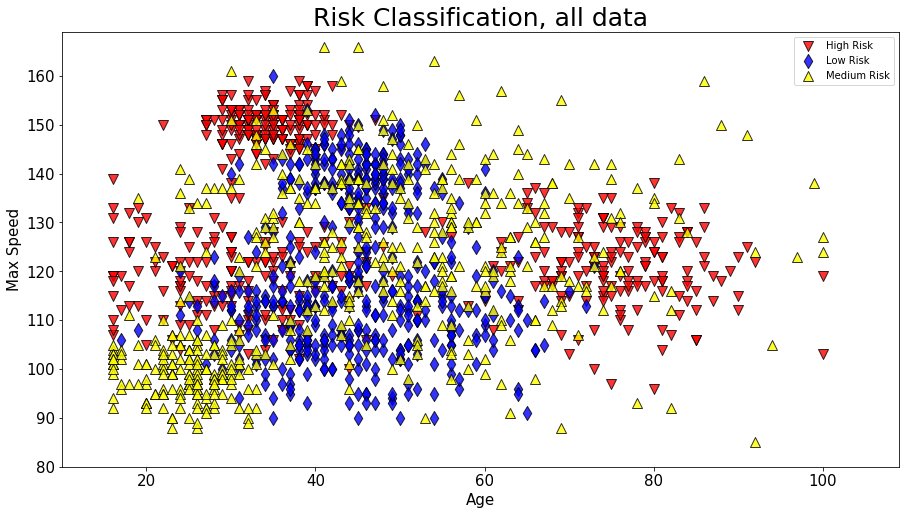 Risk Classification, all data
High Risk
Low Risk
Medium Risk
160
150
140
130
120
110
100
90
80
Max Speed
20 40 60 80 100
Age